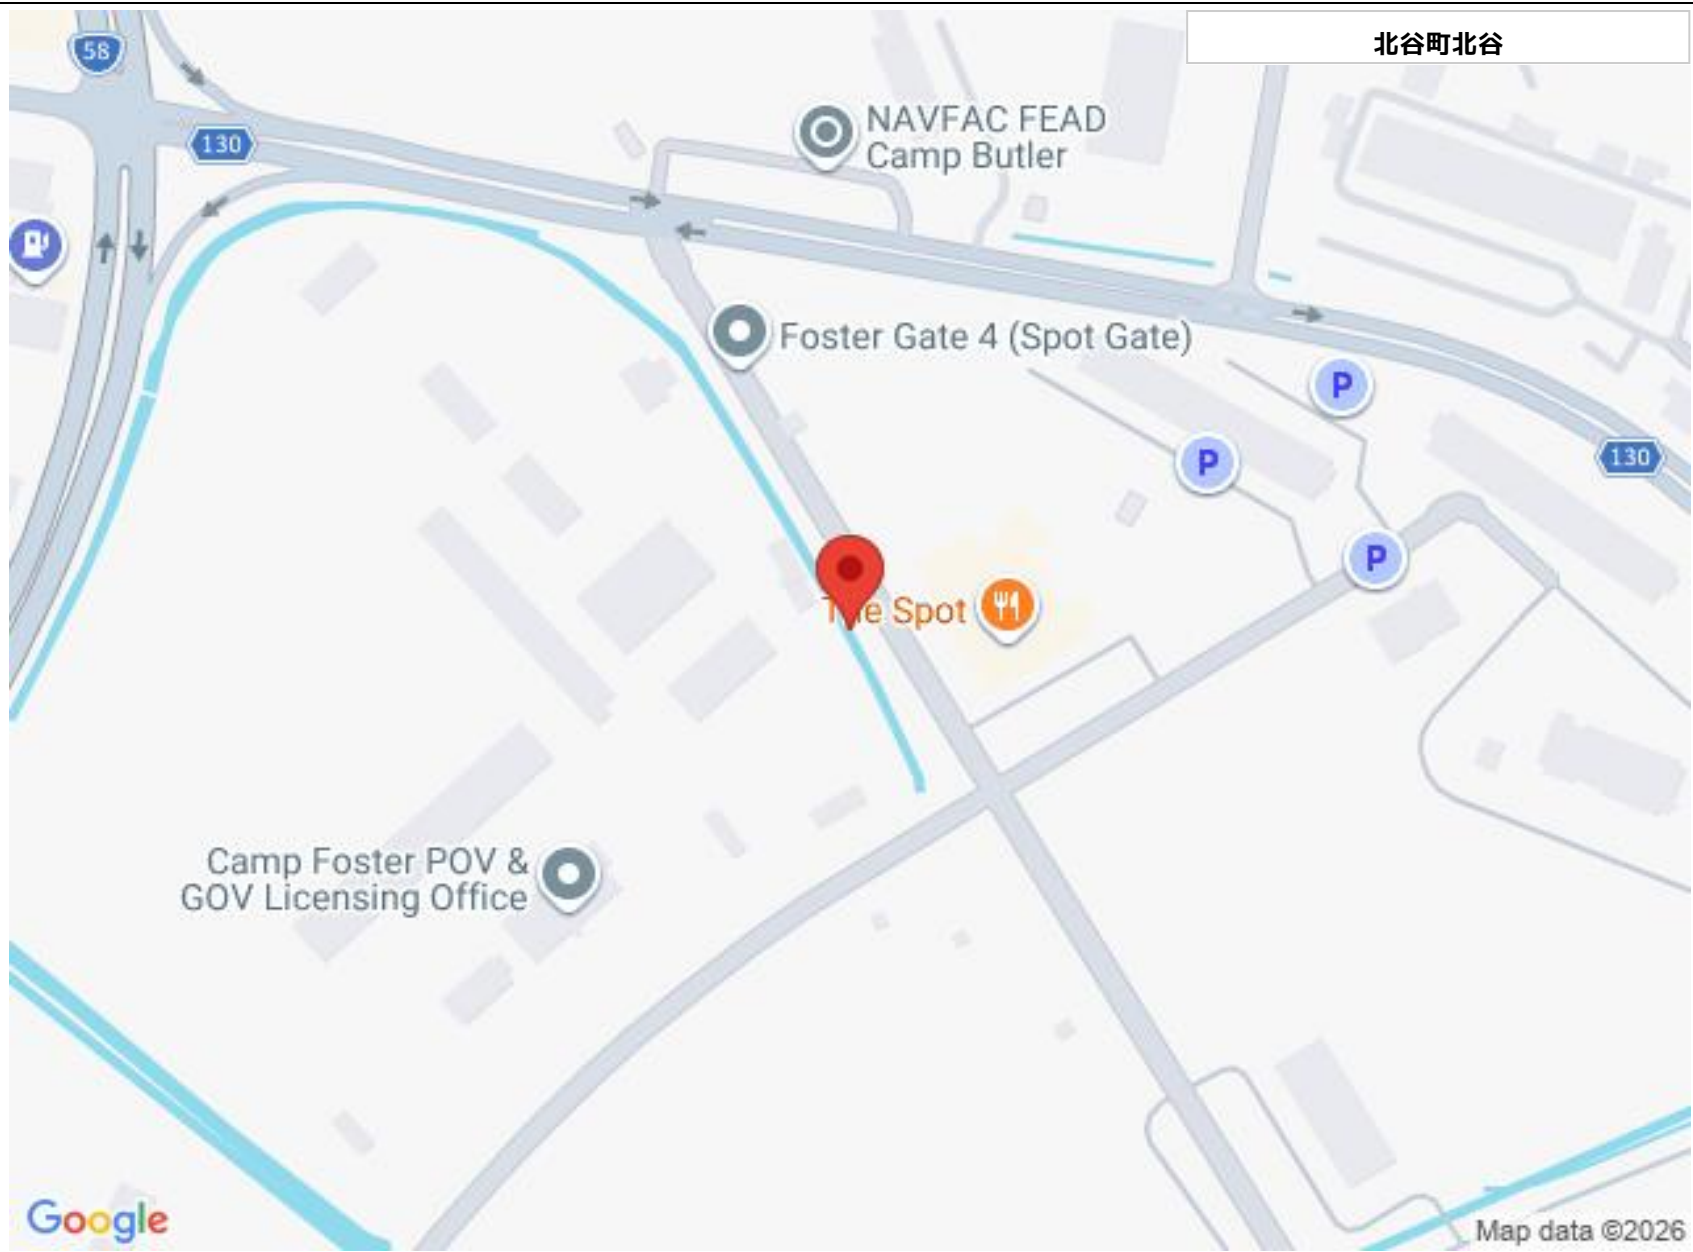 北谷町北谷
58
130
NAVFAC FEAD
Camp Butler
Foster Gate 4 (Spot Gate)
P
P
130
P
The Spot
Camp Foster POV &
GOV Licensing Office
Google
Map data ©2026